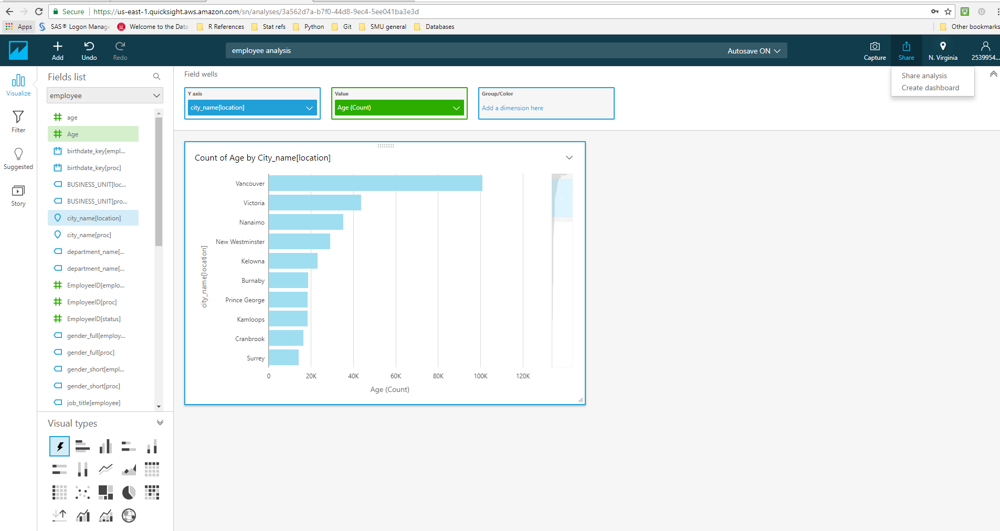 Secure
https://us-east-1.quicksight.aws.amazon.com/sn/analyses/3a562d7a-b7f0-44d8-9ec4-5ee041ba3e3d
Apps
SAS® Logon Manage
Welcome to the Data
R References
Stat refs
Python
Git
SMU general
Databases
Other bookmarks
Add
Undo
Redo
employee analysis
Autosave ON
Capture
Share
N. Virginia
2539954...
Share analysis
Create dashboard
Visualize
Filter
Suggested
Story
Fields list
employee
age
Age
birthdate_key[empl...
birthdate_key[proc]
BUSINESS_UNIT[loc...
BUSINESS_UNIT[pro...
city_name[location]
city_name[proc]
department_name[...
department_name[...
EmployeeID[emplo...
EmployeeID[proc]
EmployeeID[status]
gender_full[employ...
gender_full[proc]
gender_short[empl...
gender_short[proc]
job_title[employee]
Visual types
Field wells
Y axis
city_name[location]
Value
Age (Count)
Group/Color
Add a dimension here
Count of Age by City_name[location]
city_name[location]
Vancouver
Victoria
Nanaimo
New Westminster
Kelowna
Burnaby
Prince George
Kamloops
Cranbrook
Surrey
0
20K
40K
60K
80K
100K
120K
Age (Count)